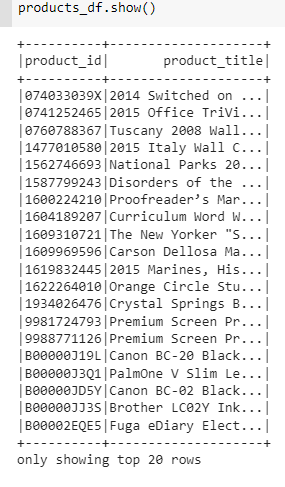 products_df.show()
+----------+--------------------+
|product_id|       product_title|
+----------+--------------------+
|074033039X|2014 Switched on ...|
|0741252465|2015 Office TriVi...|
|0760788367|Tuscany 2008 Wall...|
|1477010580|2015 Italy Wall C...|
|1562746693|National Parks 20...|
|1587799243|Disorders of the ...|
|1600224210|Proofreader’s Mar...|
|1604189207|Curriculum Word W...|
|1609310721|The New Yorker "S...|
|1609969596|Carson Dellosa Ma...|
|1619832445|2015 Marines, His...|
|1622264010|Orange Circle Stu...|
|1934026476|Crystal Springs B...|
|9981724793|Premium Screen Pr...|
|9988771126|Premium Screen Pr...|
|B00000J19L|Canon BC-20 Black...|
|B00000J3Q1|PalmOne V Slim Le...|
|B00000JD5Y|Canon BC-02 Black...|
|B00000JJ3S|Brother LC02Y Ink...|
|B00002EQE5|Fuga eDiary Elect...|
+----------+--------------------+
only showing top 20 rows